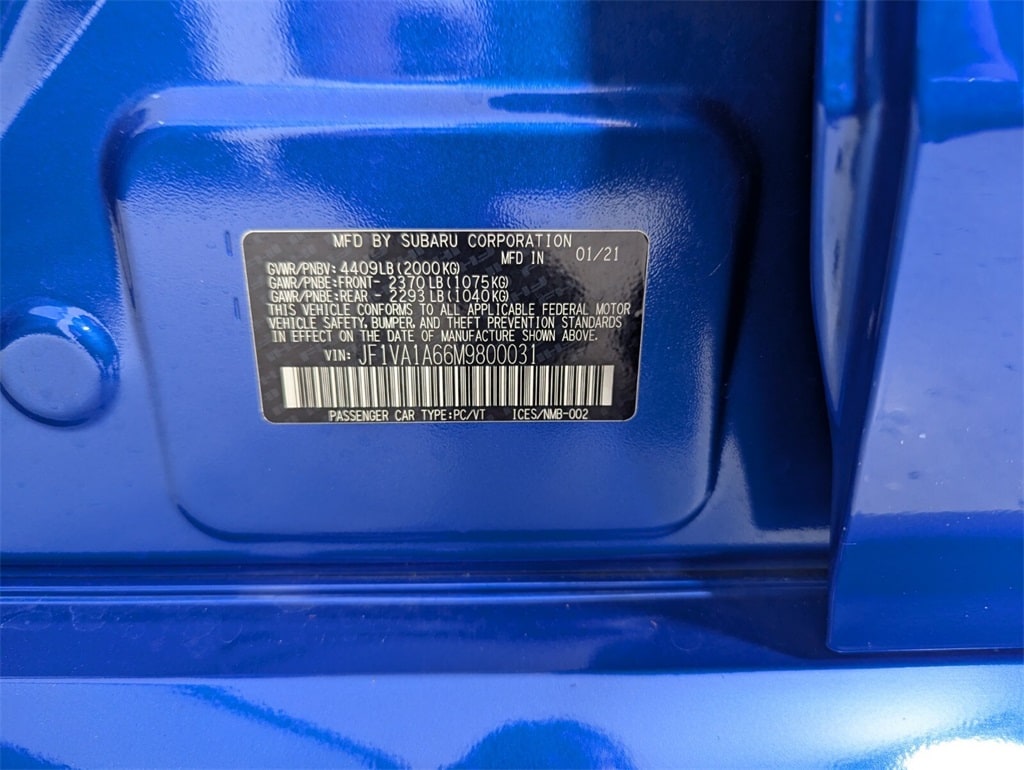 MFD BY SUBARU CORPORATION
MFD IN 01/21
GVWR/PNBV: 4409LB(2000KG)
GAWR/PNBE:FRONT- 2370LB(1075KG)
GAWR/PNBE:REAR - 2293LB(1040KG)
THIS VEHICLE CONFORMS TO ALL APPLICABLE FEDERAL MOTOR
VEHICLE SAFETY, BUMPER, AND THEFT PREVENTION STANDARDS
IN EFFECT ON THE DATE OF MANUFACTURE SHOWN ABOVE.
VIN: JF1VA1A66M9800031
PASSENGER CAR TYPE:PC/VT ICES/NMB-002